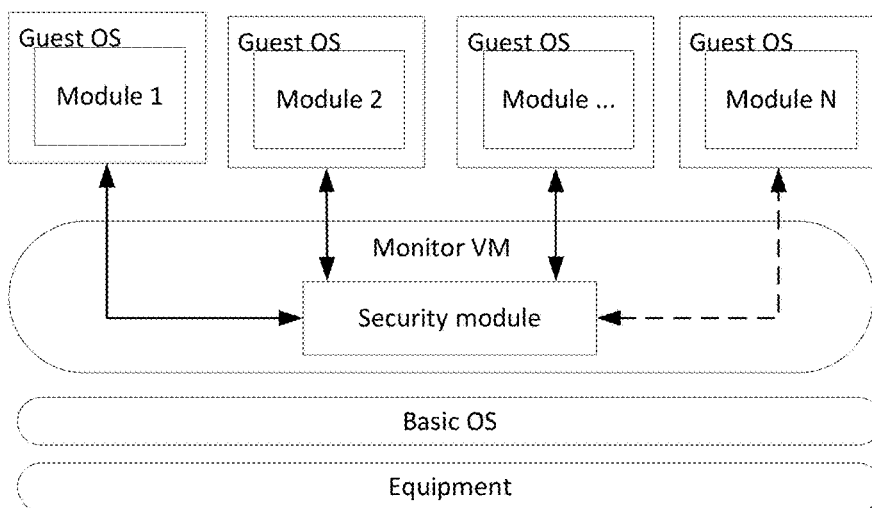 Guest OS
Module 1
Guest OS
Module 2
Guest OS
Module ...
Guest OS
Module N
Monitor VM
Security module
Basic OS
Equipment